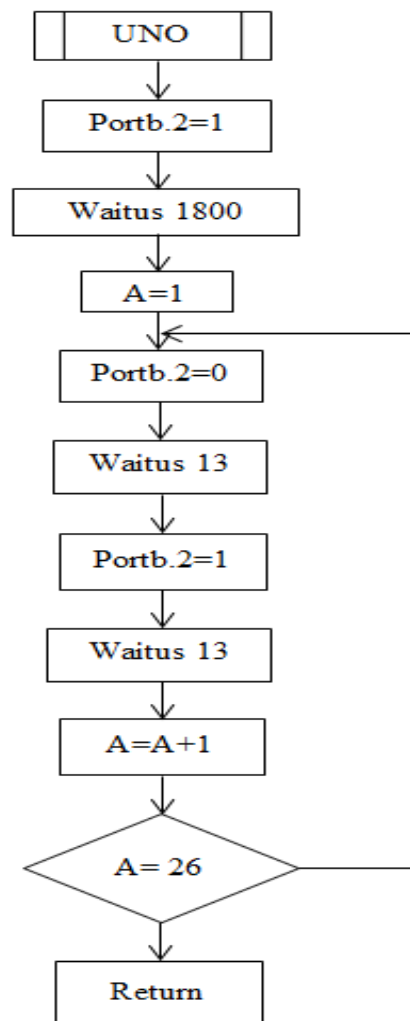 UNO
Portb.2=1
Waitus 1800
A=1
Portb.2=0
Waitus 13
Portb.2=1
Waitus 13
A=A+1
A= 26
Return